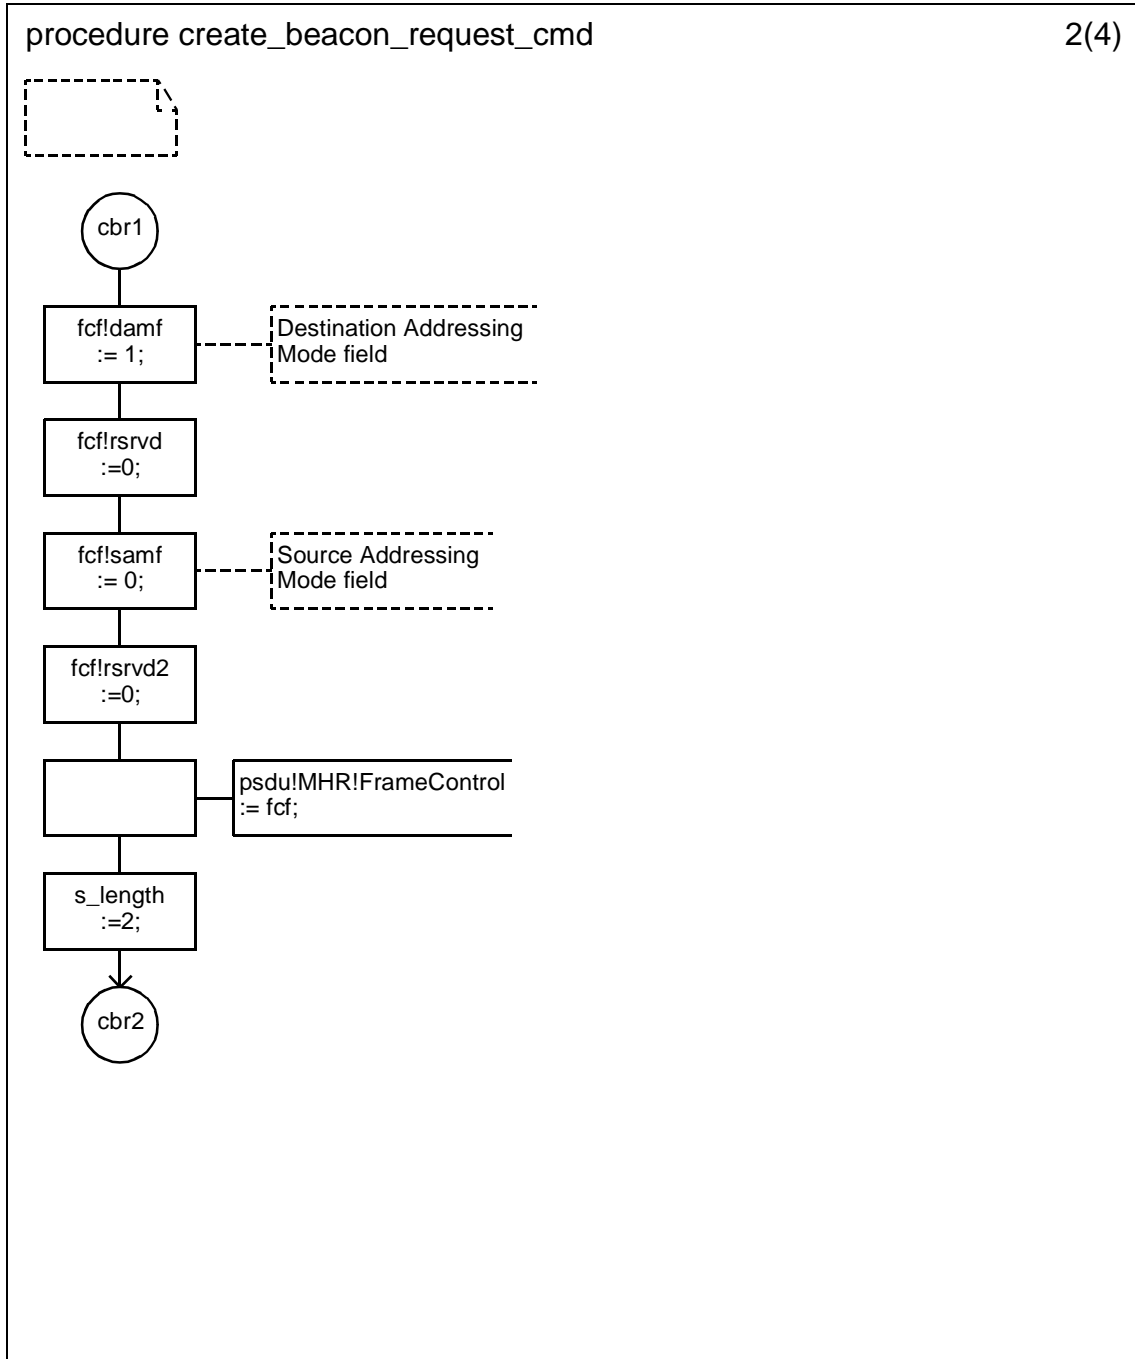 procedure create_beacon_request_cmd
2(4)
cbr1
fcf!damf
:= 1;
Destination Addressing
Mode field
fcf!rsrvd
:=0;
fcf!samf
:= 0;
Source Addressing
Mode field
fcf!rsrvd2
:=0;
psdu!MHR!FrameControl
:= fcf;
s_length
:=2;
cbr2